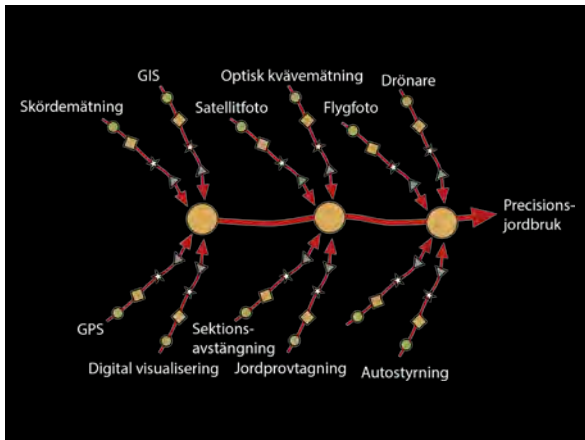 GIS
Optisk kvävemätning
Drönare
Skördemätning
Satellitfoto
Flygfoto
Precisions-
jordbruk
GPS
Sektions-
avstängning
Digital visualisering
Jordprovtagning
Autostyrning